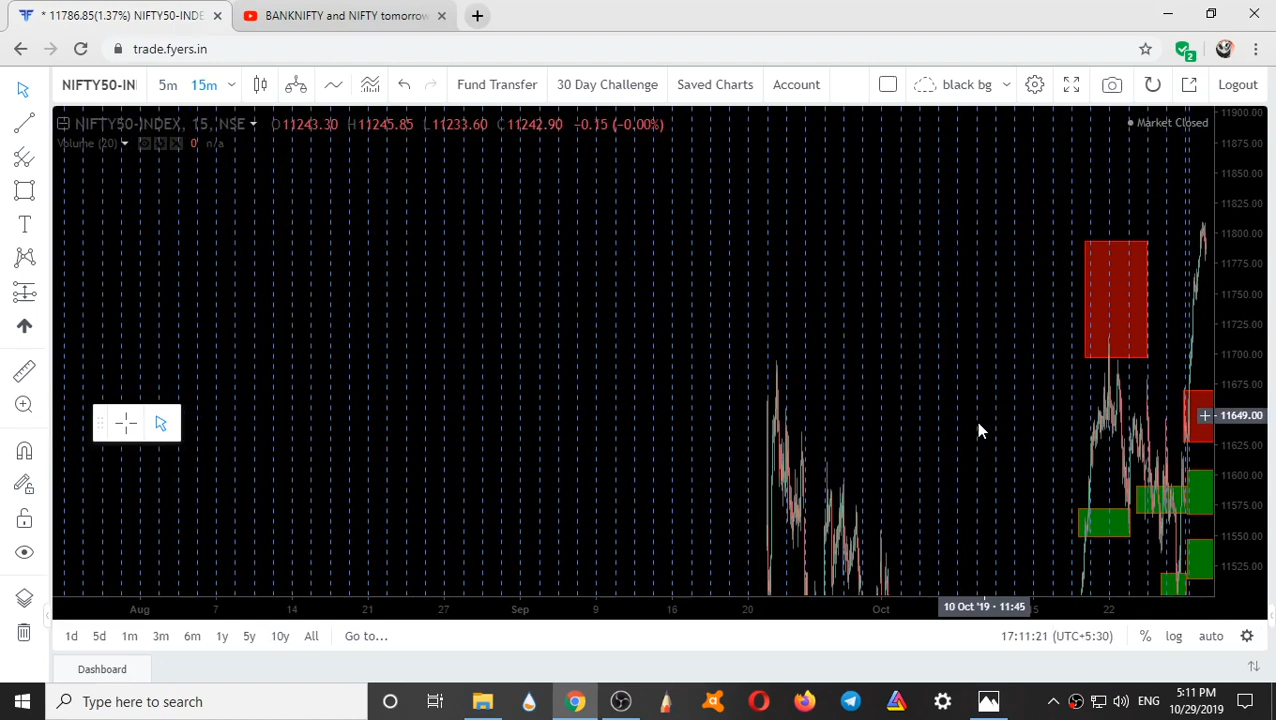 * 11786.85(1.37%) NIFTY50-INDE
BANKNIFTY and NIFTY tomorrow
trade.fyers.in
2
NIFTY50-IN
5m 15m
Fund Transfer
30 Day Challenge
Saved Charts
Account
black bg
Logout
NIFTY50-INDEX, 15, NSE O11243.30 H11245.85 L11233.60 C11242.90 −0.15 (−0.00%)
Market Closed
Volume (20) 0 n/a
11900.00
11875.00
11850.00
11825.00
11800.00
11775.00
11750.00
11725.00
11700.00
11675.00
11649.00
11625.00
11600.00
11575.00
11550.00
11525.00
Aug 7 14 21 27 Sep 9 16 20 Oct 10 Oct '19 · 11:45 15 22
1d 5d 1m 3m 6m 1y 5y 10y All Go to...
17:11:21 (UTC+5:30) % log auto
Dashboard
Type here to search
ENG
5:11 PM
10/29/2019